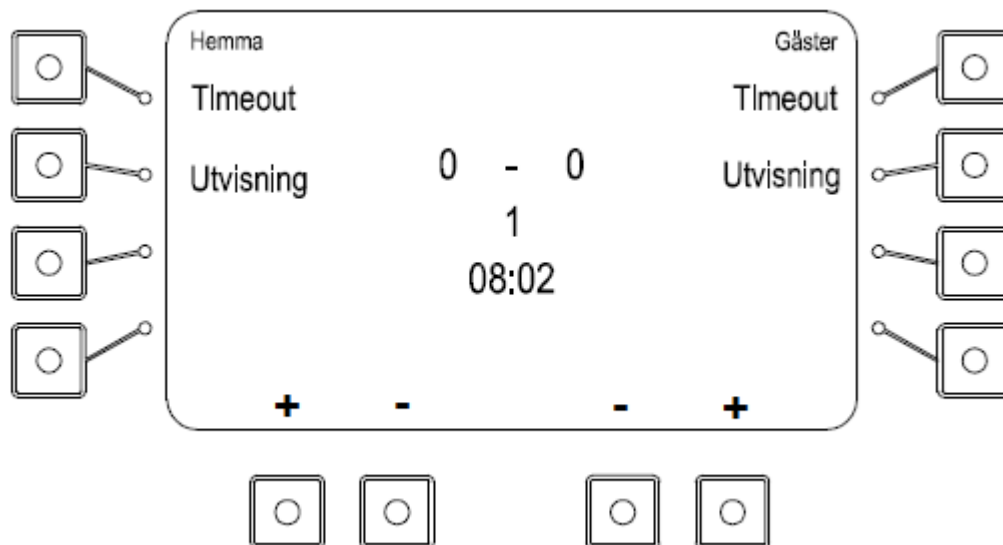 Hemma Gäster
TImeout TImeout
Utvisning 0 - 0 Utvisning
1
08:02
+ - - +